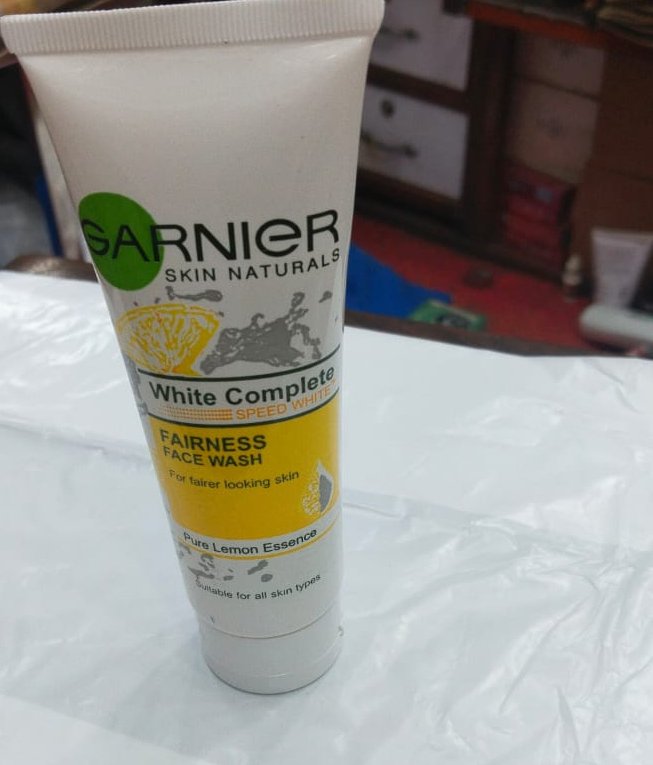 GARNIER
SKIN NATURALS
White Complete
SPEED WHITE
FAIRNESS
FACE WASH
For fairer looking skin
Pure Lemon Essence
Suitable for all skin types